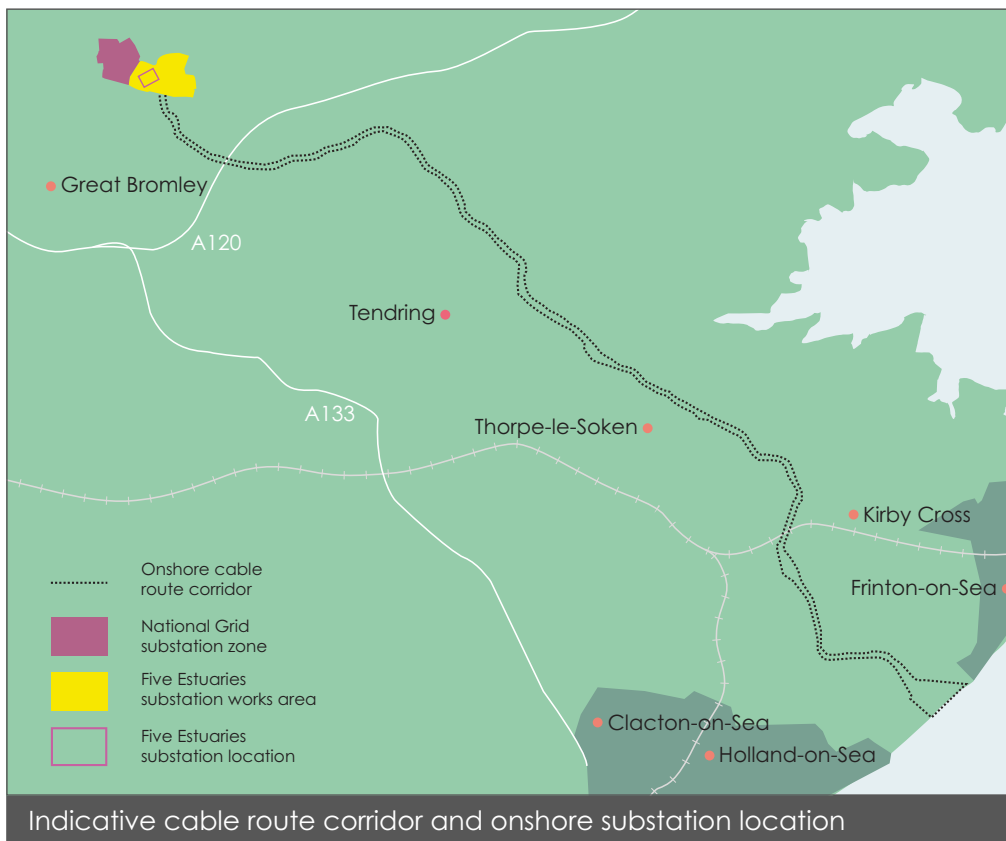 Great Bromley
A120
Tendring
A133
Thorpe-le-Soken
Kirby Cross
Frinton-on-Sea
Clacton-on-Sea
Holland-on-Sea
Onshore cable
route corridor
National Grid
substation zone
Five Estuaries
substation works area
Five Estuaries
substation location
Indicative cable route corridor and onshore substation location